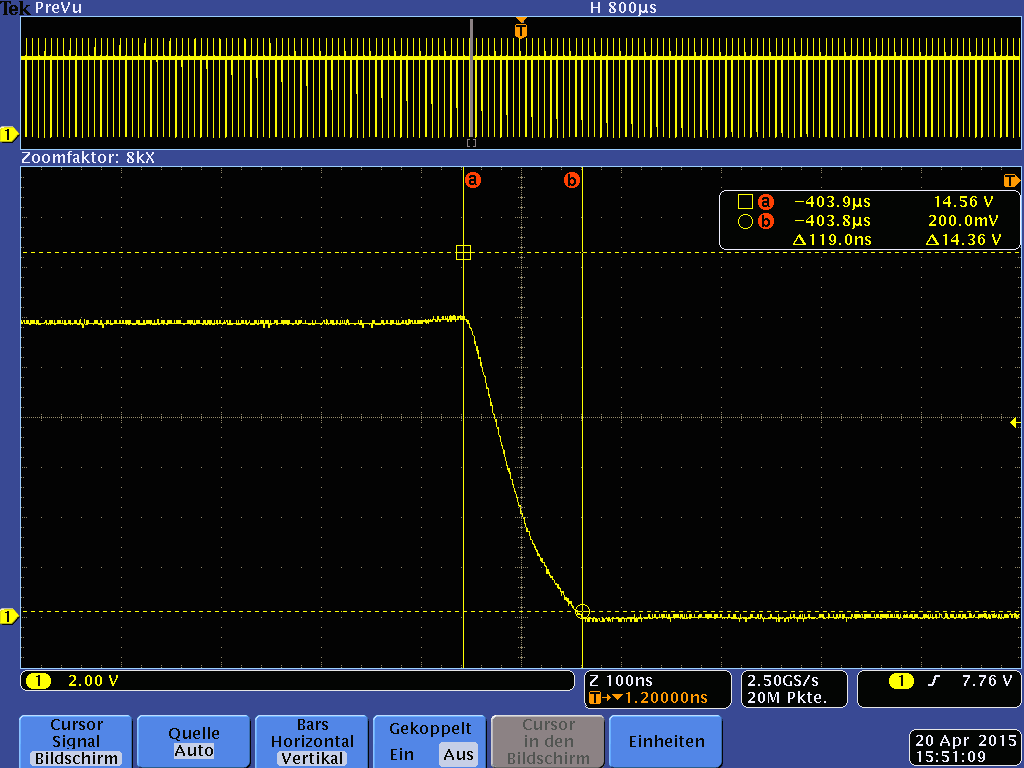 Tek PreVu H 800µs
T
1
Zoomfaktor: 8kX
a b T
a −403.9µs 14.56 V
b −403.8µs 200.0mV
Δ119.0ns Δ14.36 V
1
1 2.00 V
Z 100ns
T→▼1.20000ns
2.50GS/s
20M Pkte.
1 7.76 V
Cursor
Signal
Bildschirm
Quelle
Auto
Bars
Horizontal
Vertikal
Gekoppelt
Ein Aus
Cursor
in den
Bildschirm
Einheiten
20 Apr 2015
15:51:09